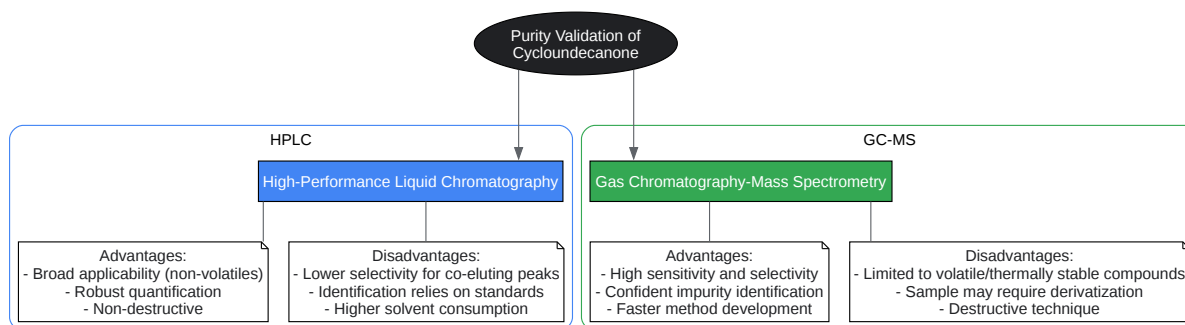 Purity Validation of
Cycloundecanone
HPLC
High-Performance Liquid Chromatography
Advantages:
- Broad applicability (non-volatiles)
- Robust quantification
- Non-destructive
Disadvantages:
- Lower selectivity for co-eluting peaks
- Identification relies on standards
- Higher solvent consumption
GC-MS
Gas Chromatography-Mass Spectrometry
Advantages:
- High sensitivity and selectivity
- Confident impurity identification
- Faster method development
Disadvantages:
- Limited to volatile/thermally stable compounds
- Sample may require derivatization
- Destructive technique